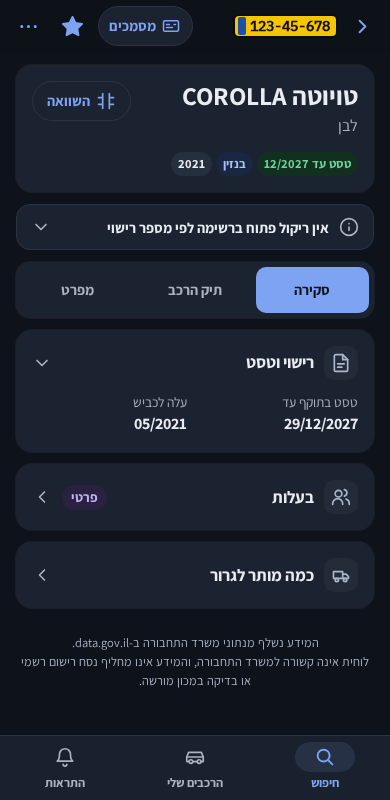 123-45-678
מסמכים
טויוטה COROLLA
השוואה
לבן
טסט עד 12/2027
בנזין
2021
אין ריקול פתוח ברשימה לפי מספר רישוי
סקירה
תיק הרכב
מפרט
רישוי וטסט
טסט בתוקף עד
עלה לכביש
29/12/2027
05/2021
בעלות
פרטי
כמה מותר לגרור
המידע נשלף מנתוני משרד התחבורה ב-data.gov.il.
לוחית אינה קשורה למשרד התחבורה, והמידע אינו מחליף נסח רישום רשמי
או בדיקה במכון מורשה.
חיפוש
הרכבים שלי
התראות